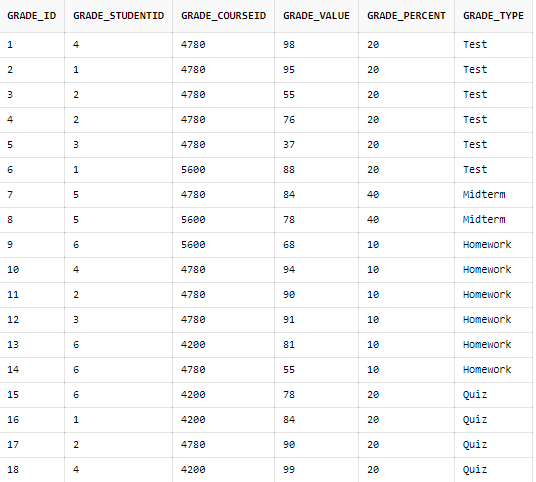 GRADE_ID GRADE_STUDENTID GRADE_COURSEID GRADE_VALUE GRADE_PERCENT GRADE_TYPE
1 4 4780 98 20 Test
2 1 4780 95 20 Test
3 2 4780 55 20 Test
4 2 4780 76 20 Test
5 3 4780 37 20 Test
6 1 5600 88 20 Test
7 5 4780 84 40 Midterm
8 5 5600 78 40 Midterm
9 6 5600 68 10 Homework
10 4 4780 94 10 Homework
11 2 4780 90 10 Homework
12 3 4780 91 10 Homework
13 6 4200 81 10 Homework
14 6 4780 55 10 Homework
15 6 4200 78 20 Quiz
16 1 4200 84 20 Quiz
17 2 4780 90 20 Quiz
18 4 4200 99 20 Quiz